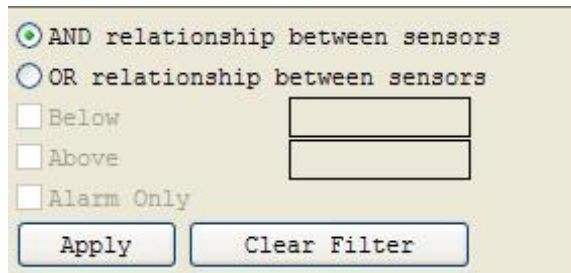 AND relationship between sensors
OR relationship between sensors
Below
Above
Alarm Only
Apply Clear Filter